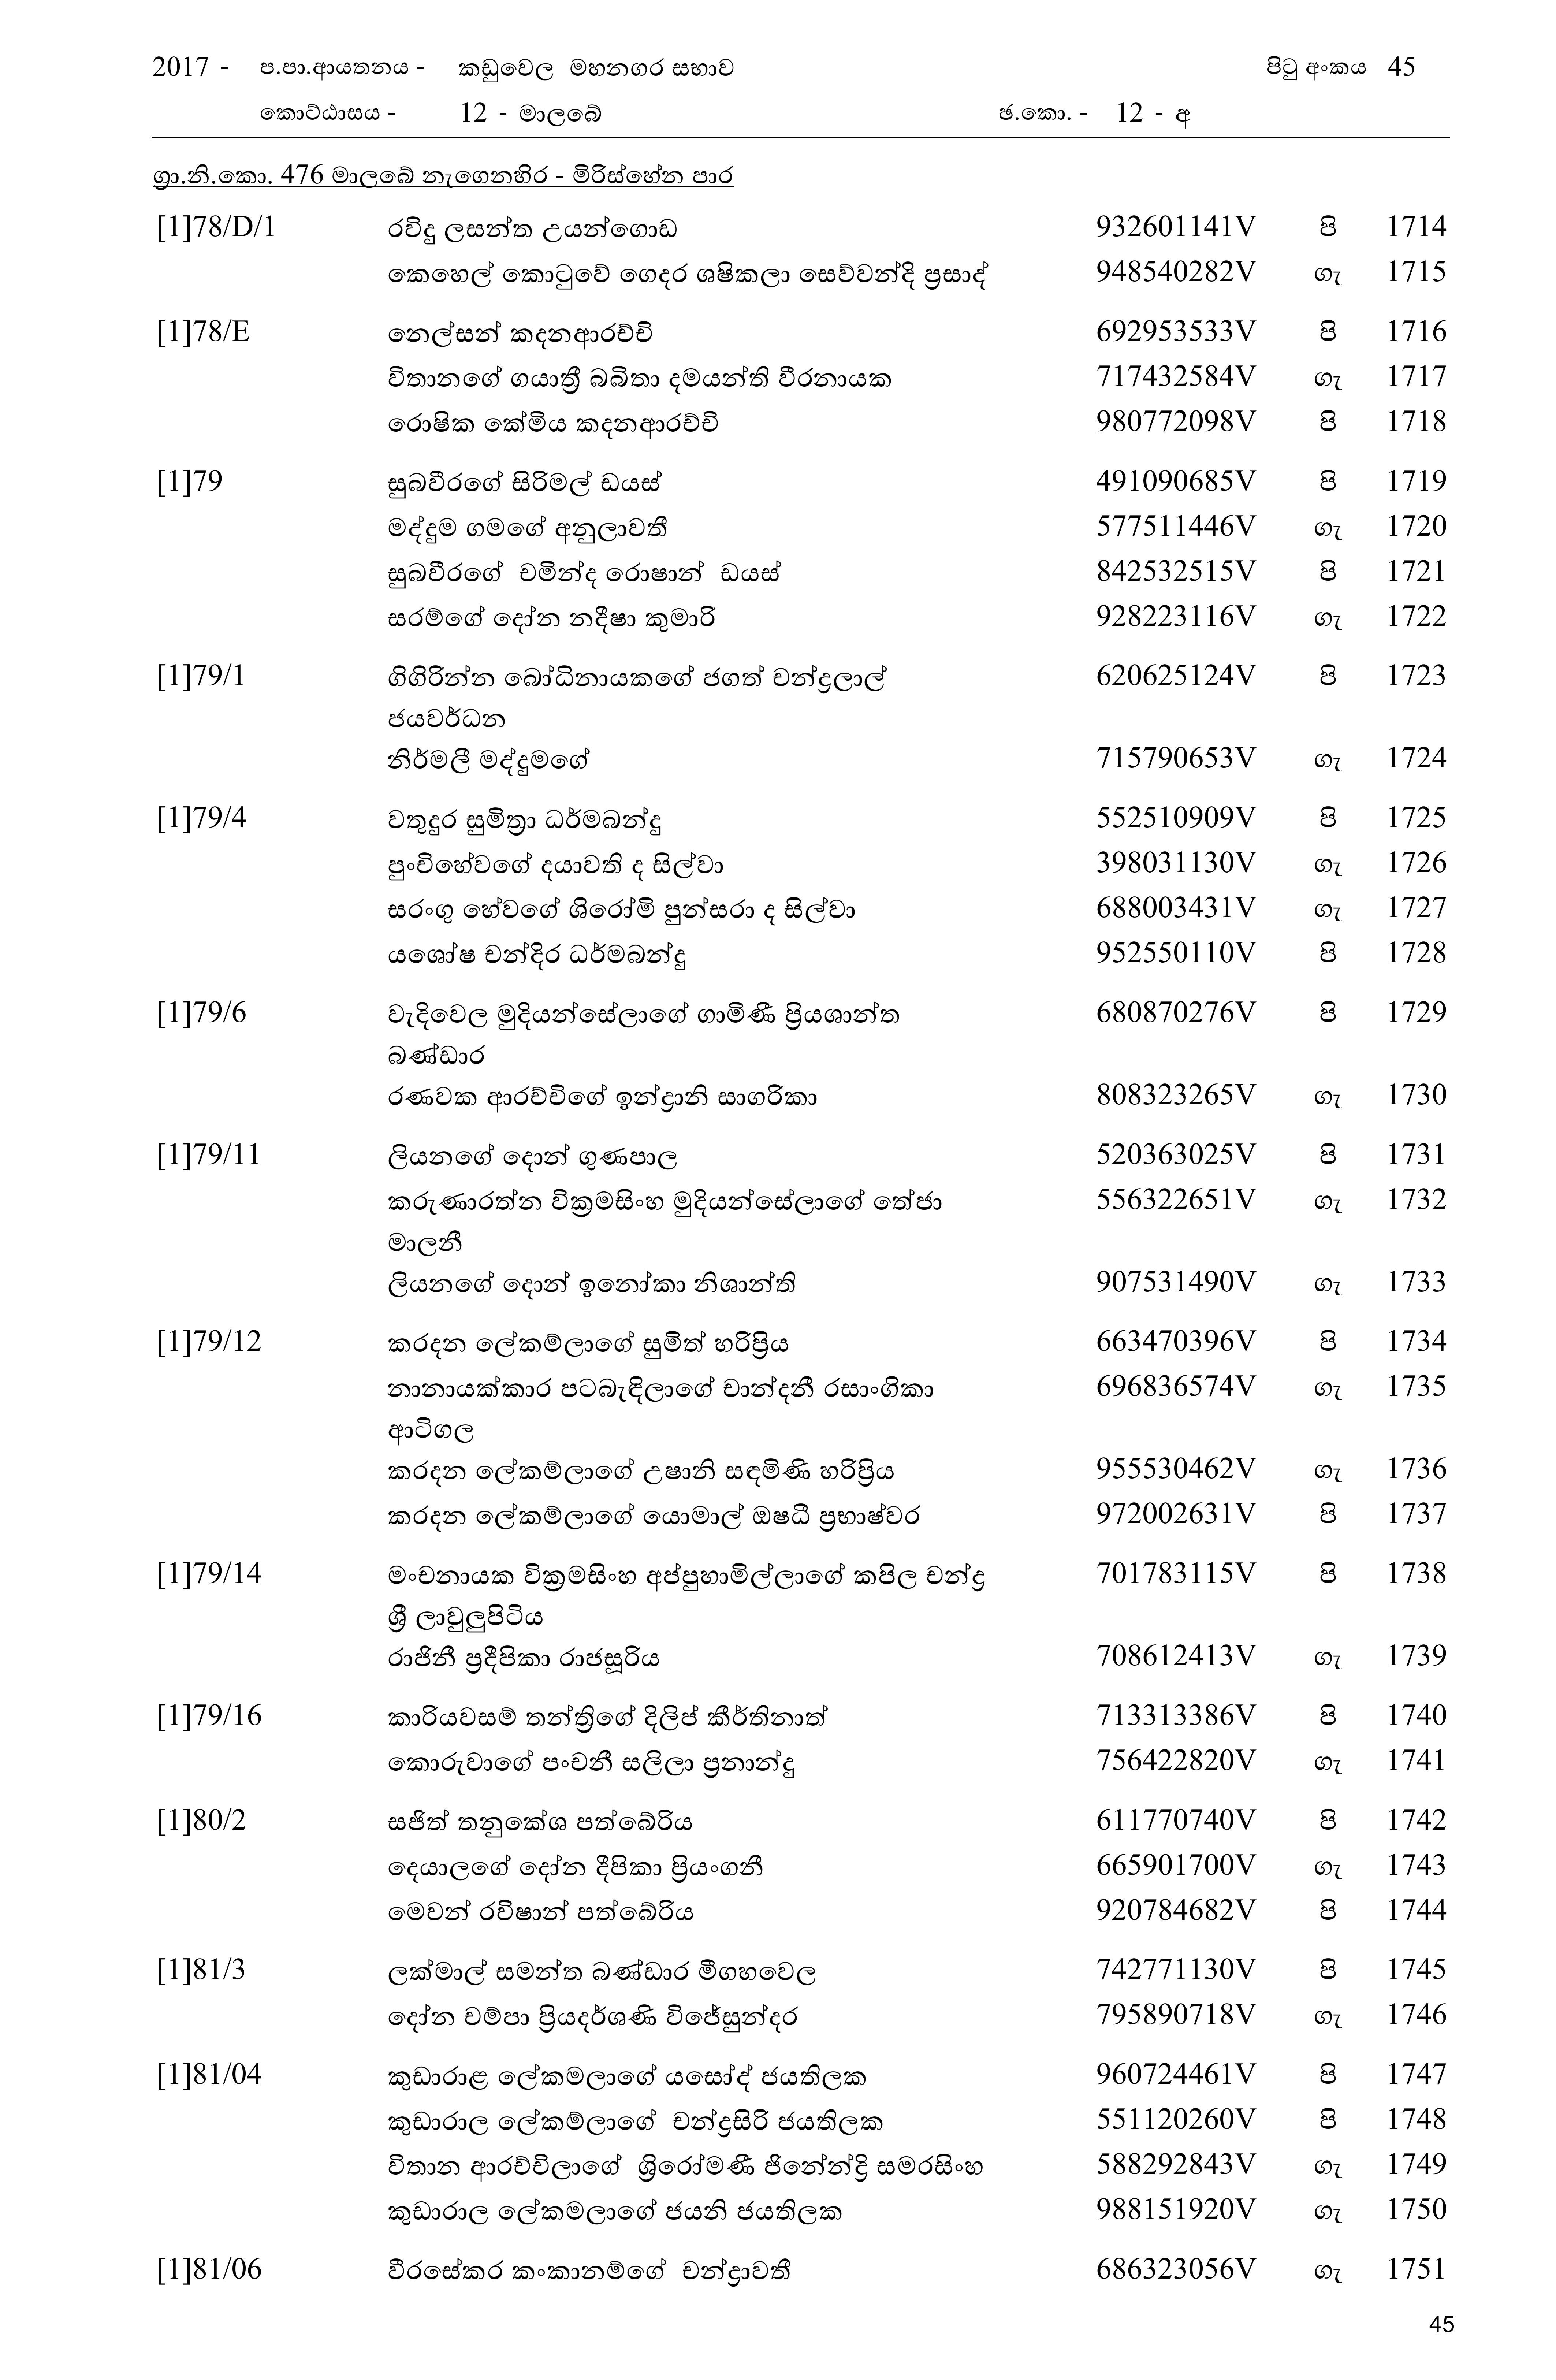 2017 - ප.පා.ආයතනය - කඩුවෙල මහනගර සභාව පිටු අංකය 45
කොට්ඨාසය - 12 - මාලබේ ඡ.කො. - 12 - අ
ග්‍රා.නි.කො. 476 මාලබේ නැගෙනහිර - මිරිස්හේන පාර
[1]78/D/1 රවිඳු ලසන්ත උයන්ගොඩ 932601141V පි 1714
කෙහෙල් කොටුවේ ගෙදර ශෂිකලා සෙව්වන්දි ප්‍රසාද් 948540282V ගැ 1715
[1]78/E නෙල්සන් කදනආරච්චි 692953533V පි 1716
විතානගේ ගයාත්‍රී බබිතා දමයන්ති වීරනායක 717432584V ගැ 1717
රොෂික කේමිය කදනආරච්චි 980772098V පි 1718
[1]79 සුබවීරගේ සිරිමල් ඩයස් 491090685V පි 1719
මද්දුම ගමගේ අනුලාවතී 577511446V ගැ 1720
සුබවීරගේ චමින්ද රොෂාන් ඩයස් 842532515V පි 1721
සරම්ගේ දෝන නදීෂා කුමාරි 928223116V ගැ 1722
[1]79/1 ගිගිරින්න බෝධිනායකගේ ජගත් චන්ද්‍රලාල් 620625124V පි 1723
ජයවර්ධන
නිර්මලී මද්දුමගේ 715790653V ගැ 1724
[1]79/4 වතුදුර සුමිත්‍රා ධර්මබන්දු 552510909V පි 1725
පුංචිහේවගේ දයාවති ද සිල්වා 398031130V ගැ 1726
සරංගු හේවගේ ශිරෝමි පුන්සරා ද සිල්වා 688003431V ගැ 1727
යශෝෂ චන්දිර ධර්මබන්දු 952550110V පි 1728
[1]79/6 වැදිවෙල මුදියන්සේලාගේ ගාමිණී ප්‍රියශාන්ත 680870276V පි 1729
බණ්ඩාර
රණවක ආරච්චිගේ ඉන්ද්‍රානි සාගරිකා 808323265V ගැ 1730
[1]79/11 ලියනගේ දොන් ගුණපාල 520363025V පි 1731
කරුණාරත්න වික්‍රමසිංහ මුදියන්සේලාගේ තේජා 556322651V ගැ 1732
මාලනී
ලියනගේ දොන් ඉනෝකා නිශාන්ති 907531490V ගැ 1733
[1]79/12 කරදන ලේකම්ලාගේ සුමිත් හරිප්‍රිය 663470396V පි 1734
නානායක්කාර පටබැඳිලාගේ චාන්දනී රසාංගිකා 696836574V ගැ 1735
ආටිගල
කරදන ලේකම්ලාගේ උෂානි සඳමිණි හරිප්‍රිය 955530462V ගැ 1736
කරදන ලේකම්ලාගේ යොමාල් ඔෂධී ප්‍රභාෂ්වර 972002631V පි 1737
[1]79/14 මංචනායක වික්‍රමසිංහ අප්පුහාමිල්ලාගේ කපිල චන්ද්‍ර 701783115V පි 1738
ශ්‍රී ලාවුලුපිටිය
රාජිනී ප්‍රදීපිකා රාජසූරිය 708612413V ගැ 1739
[1]79/16 කාරියවසම් තන්ත්‍රිගේ දිලිප් කීර්තිනාත් 713313386V පි 1740
කොරුවාගේ පංචනී සලිලා ප්‍රනාන්දු 756422820V ගැ 1741
[1]80/2 සජිත් තනුකේශ පත්බේරිය 611770740V පි 1742
දෙයාලගේ දෝන දීපිකා ප්‍රියංගනී 665901700V ගැ 1743
මෙවන් රවිෂාන් පත්බේරිය 920784682V පි 1744
[1]81/3 ලක්මාල් සමන්ත බණ්ඩාර මීගහවෙල 742771130V පි 1745
දෝන චම්පා ප්‍රියදර්ශණි විජේසුන්දර 795890718V ගැ 1746
[1]81/04 කුඩාරාළ ලේකමලාගේ යසෝද් ජයතිලක 960724461V පි 1747
කුඩාරාල ලේකම්ලාගේ චන්ද්‍රසිරි ජයතිලක 551120260V පි 1748
විතාන ආරච්චිලාගේ ශ්‍රිරෝමණී ජිනේන්ද්‍රි සමරසිංහ 588292843V ගැ 1749
කුඩාරාල ලේකමලාගේ ජයනි ජයතිලක 988151920V ගැ 1750
[1]81/06 වීරසේකර කංකානම්ගේ චන්ද්‍රාවතී 686323056V ගැ 1751
45